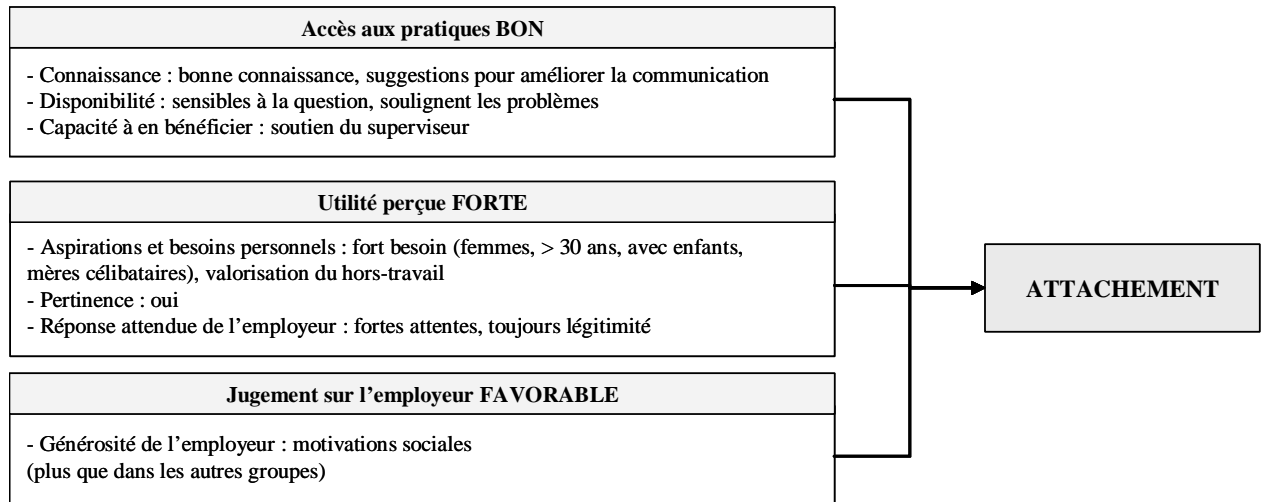 Accès aux pratiques BON
- Connaissance : bonne connaissance, suggestions pour améliorer la communication
- Disponibilité : sensibles à la question, soulignent les problèmes
- Capacité à en bénéficier : soutien du superviseur
Utilité perçue FORTE
- Aspirations et besoins personnels : fort besoin (femmes, > 30 ans, avec enfants,
mères célibataires), valorisation du hors-travail
- Pertinence : oui
- Réponse attendue de l’employeur : fortes attentes, toujours légitimité
ATTACHEMENT
Jugement sur l’employeur FAVORABLE
- Générosité de l’employeur : motivations sociales
(plus que dans les autres groupes)